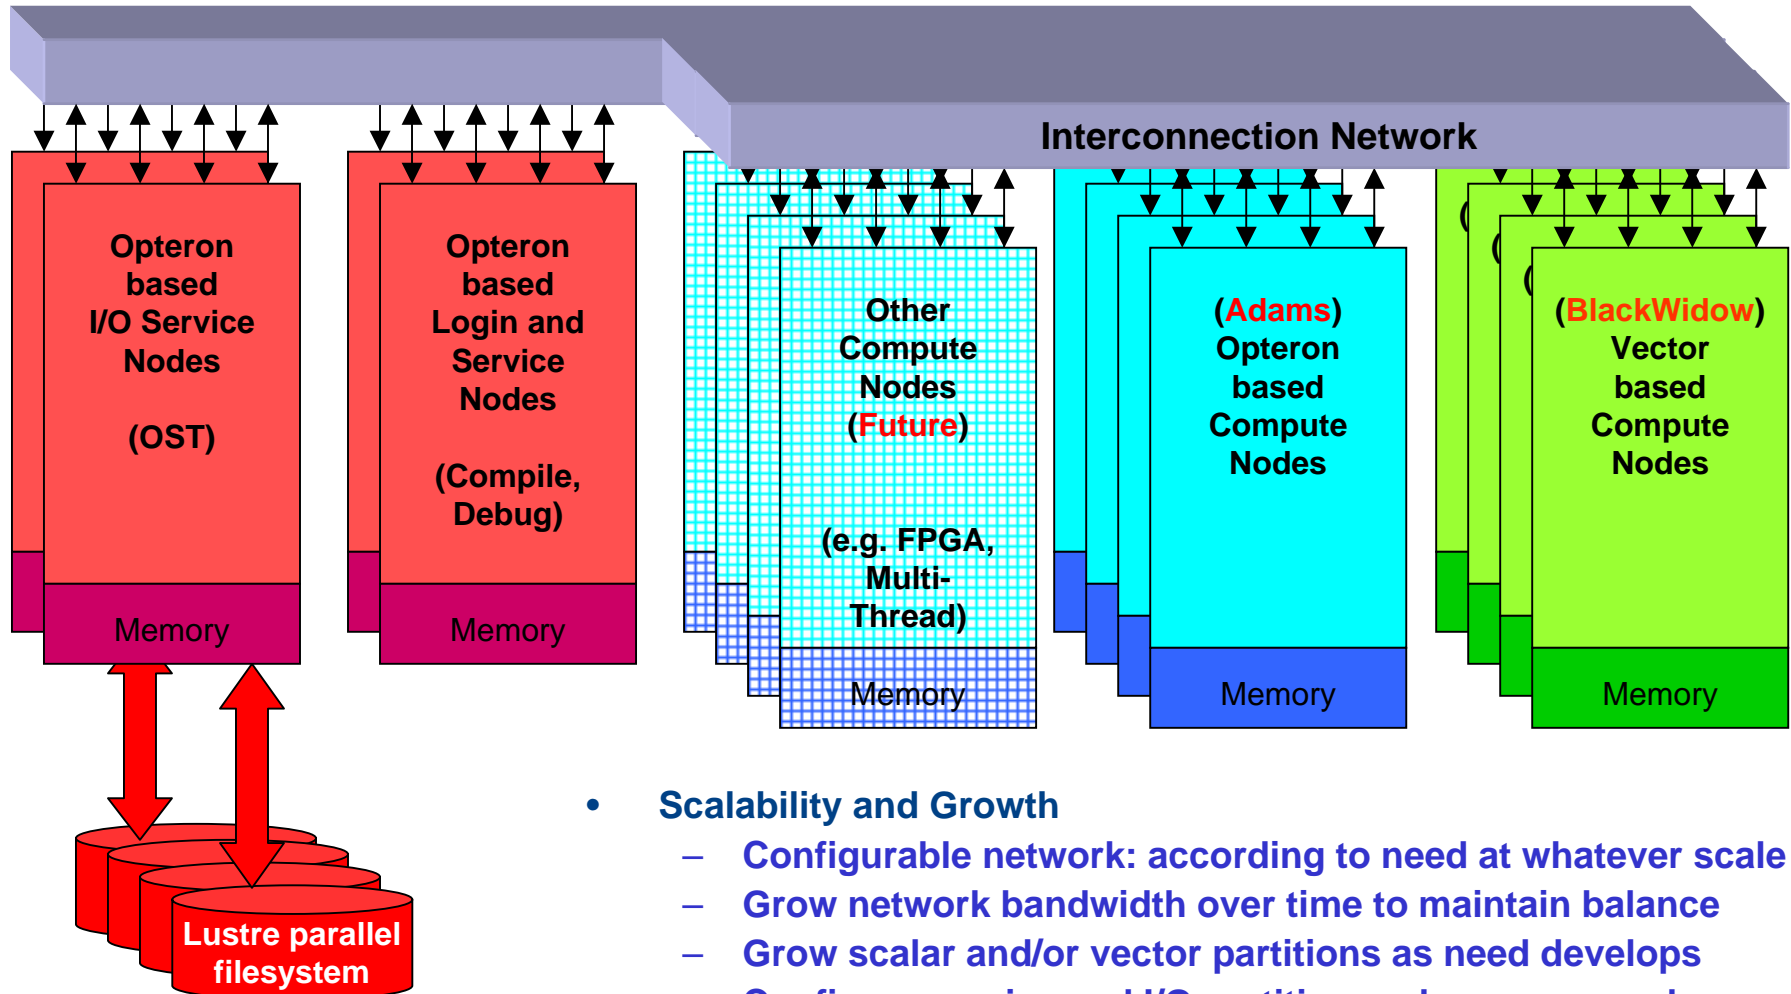 Interconnection Network
Opteron
based
I/O Service
Nodes
(OST)
Memory
Opteron
based
Login and
Service
Nodes
(Compile,
Debug)
Memory
Other
Compute
Nodes
(Future)
(e.g. FPGA,
Multi-
Thread)
Memory
(Adams)
Opteron
based
Compute
Nodes
Memory
(BlackWidow)
Vector
based
Compute
Nodes
Memory
Lustre parallel
filesystem
• Scalability and Growth
– Configurable network: according to need at whatever scale
– Grow network bandwidth over time to maintain balance
– Grow scalar and/or vector partitions as need develops